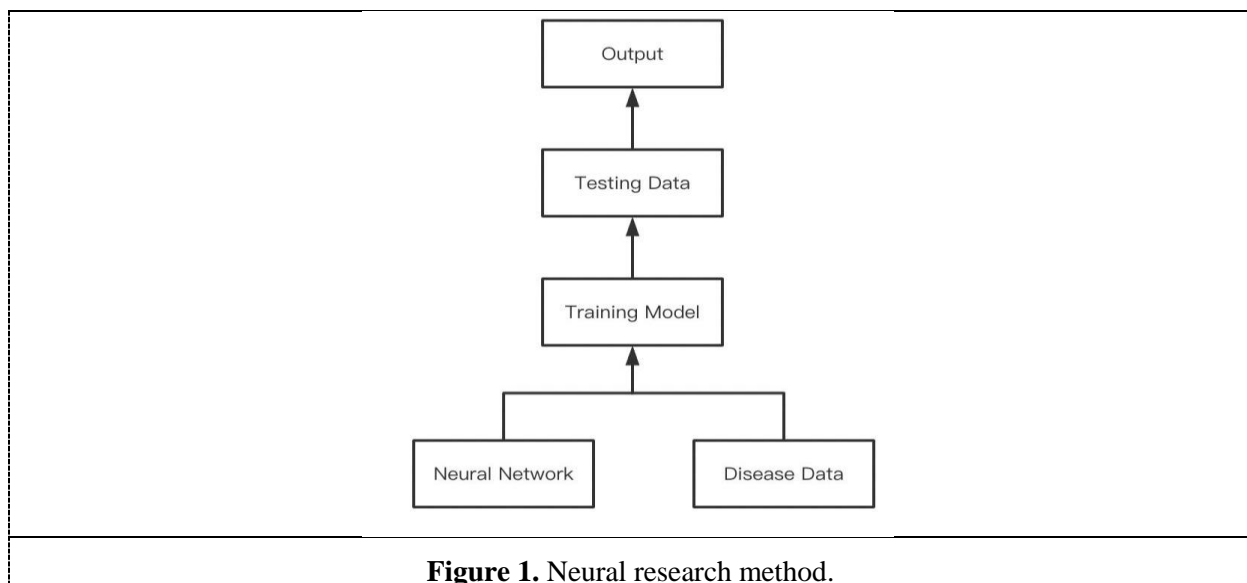 Output
Testing Data
Training Model
Neural Network Disease Data
Figure 1. Neural research method.